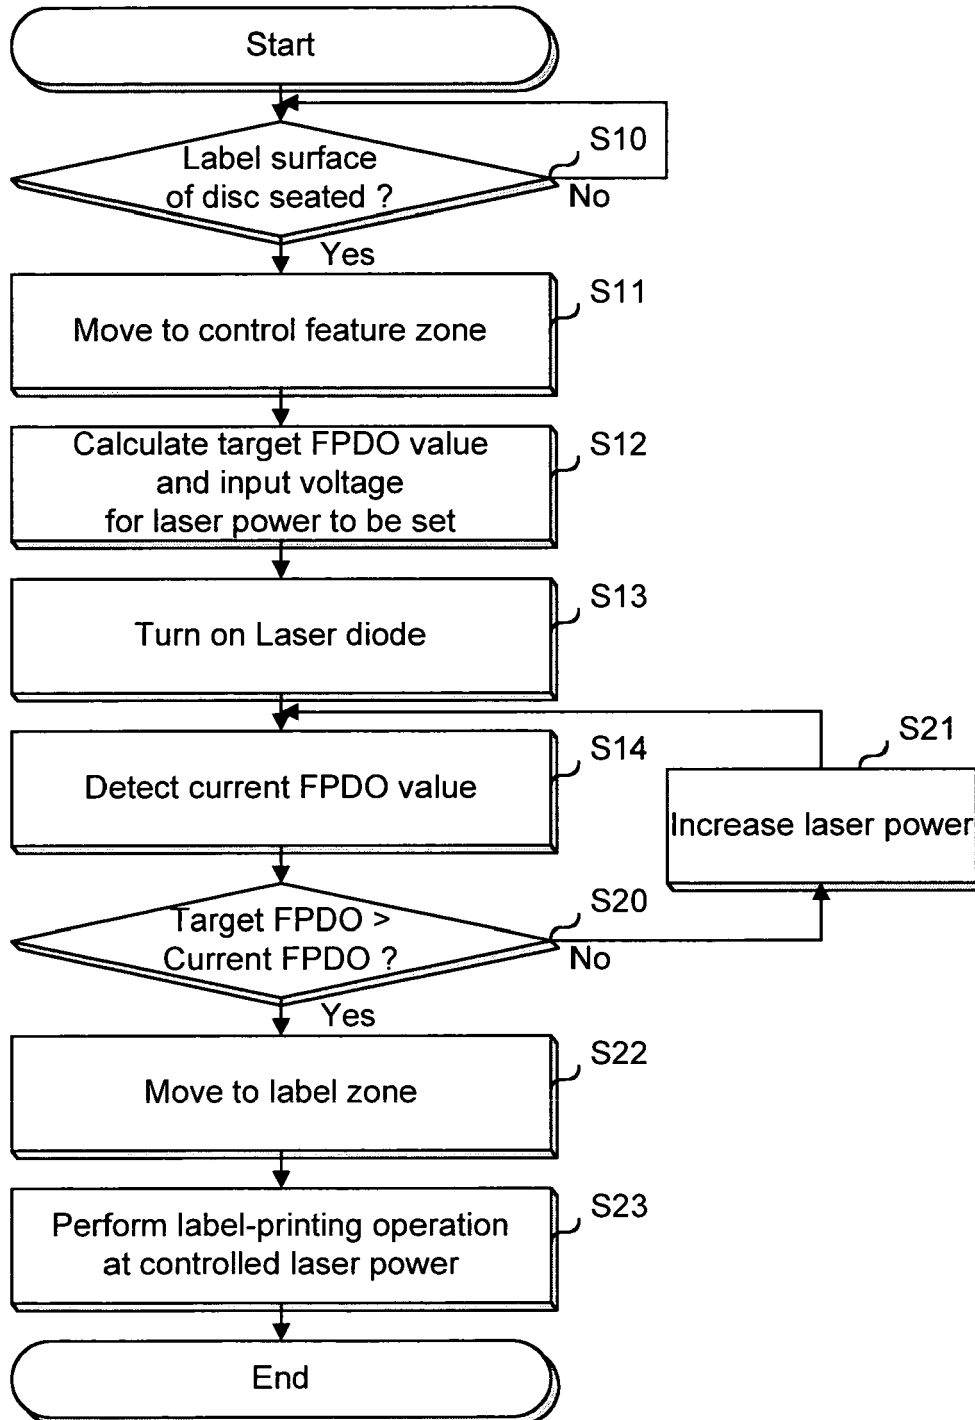 Start
Label surface
of disc seated ?
S10
No
Yes
Move to control feature zone
S11
Calculate target FPDO value
and input voltage
for laser power to be set
S12
Turn on Laser diode
S13
Detect current FPDO value
S14
Increase laser power
S21
Target FPDO >
Current FPDO ?
S20
No
Yes
Move to label zone
S22
Perform label-printing operation
at controlled laser power
S23
End